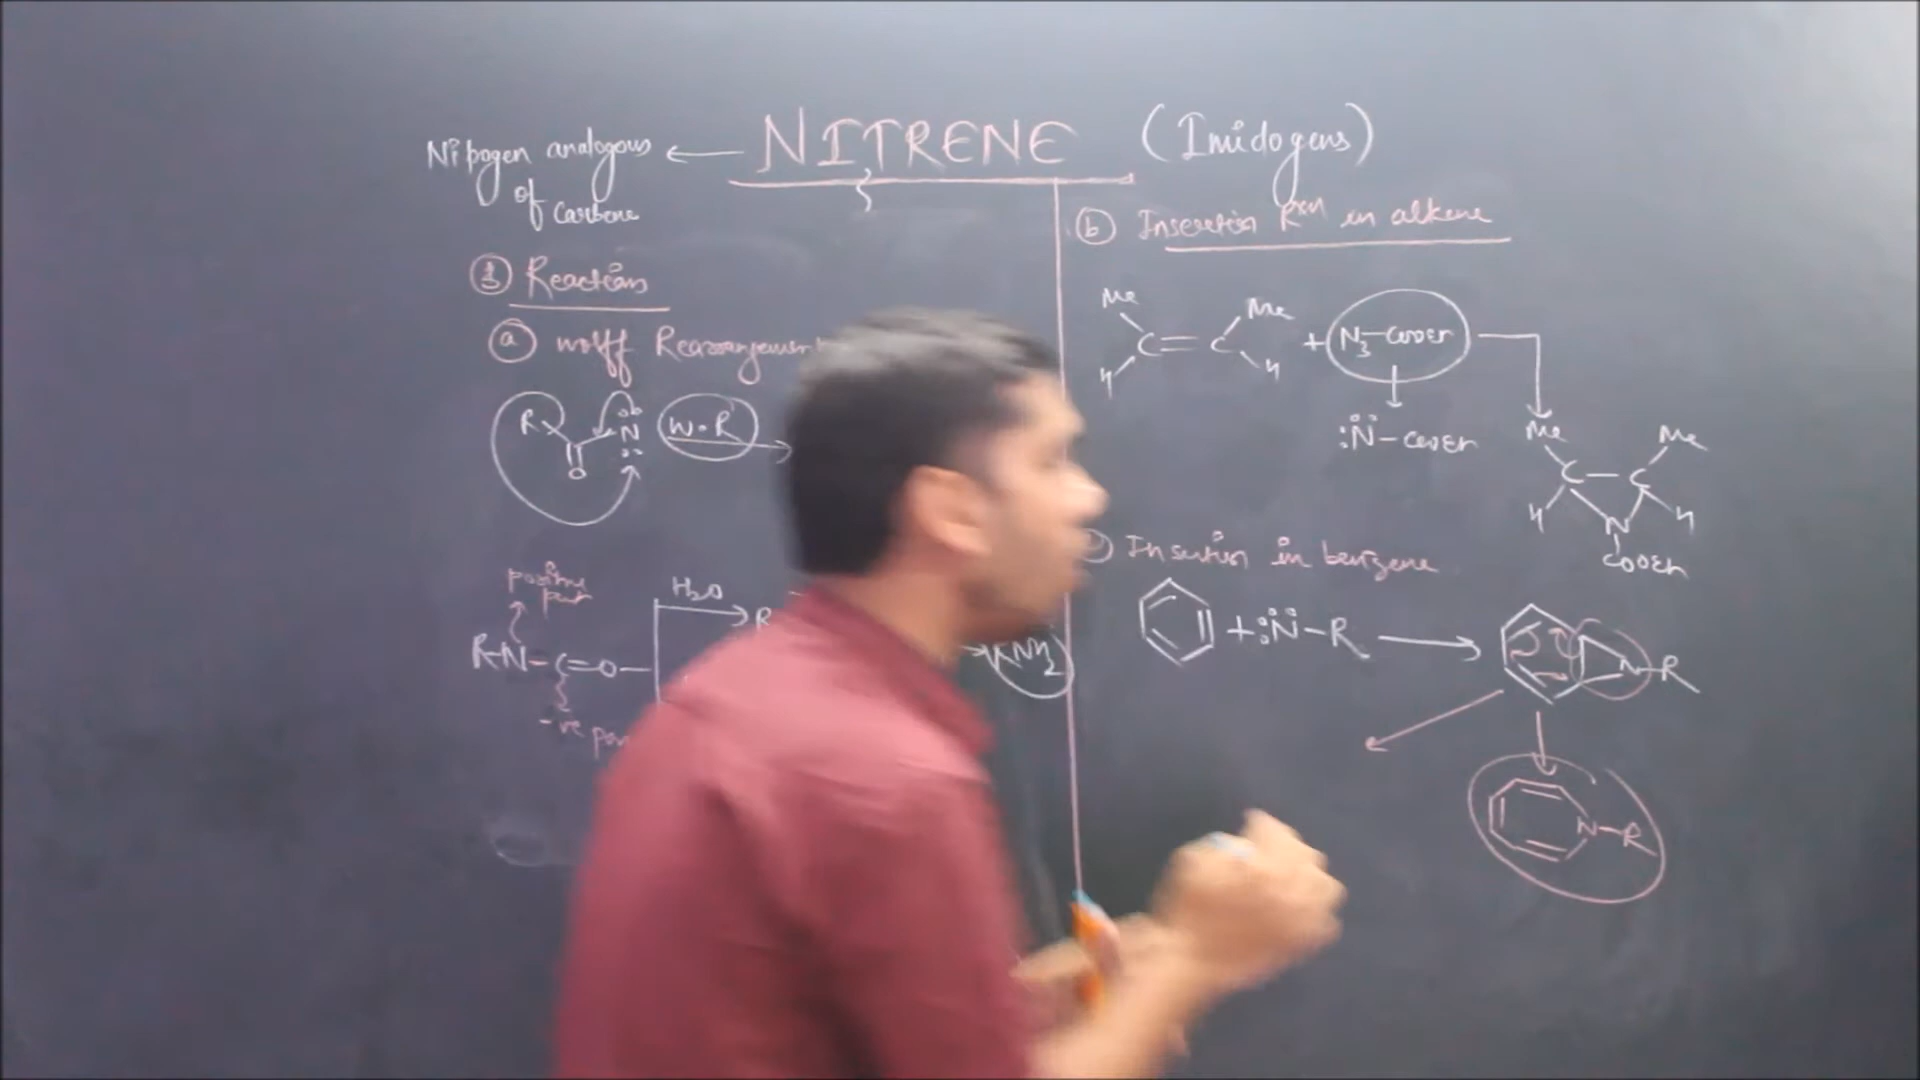 NITRENE (Imidogens)
Nitrogen analogous ←
of Carbene
③ Reactions
ⓐ wolff Rearrangement
R
N
O
W.R
positive
part
H₂O
R-N=C=O
-ve
R
RNH₂
ⓑ Insertion Rxn in alkene
Me
Me
C=C
H
H
+ N₃-COOEt
:N-COOEt
Me
Me
C-C
H
H
N
COOEt
Insertion in benzene
+ :N-R
N-R
N-R